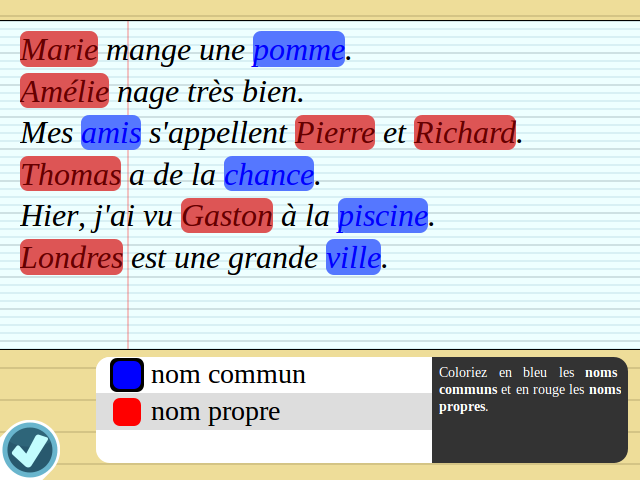 Marie mange une pomme.
Amélie nage très bien.
Mes amis s'appellent Pierre et Richard.
Thomas a de la chance.
Hier, j'ai vu Gaston à la piscine.
Londres est une grande ville.
nom commun
nom propre
Coloriez en bleu les noms
communs et en rouge les noms
propres.